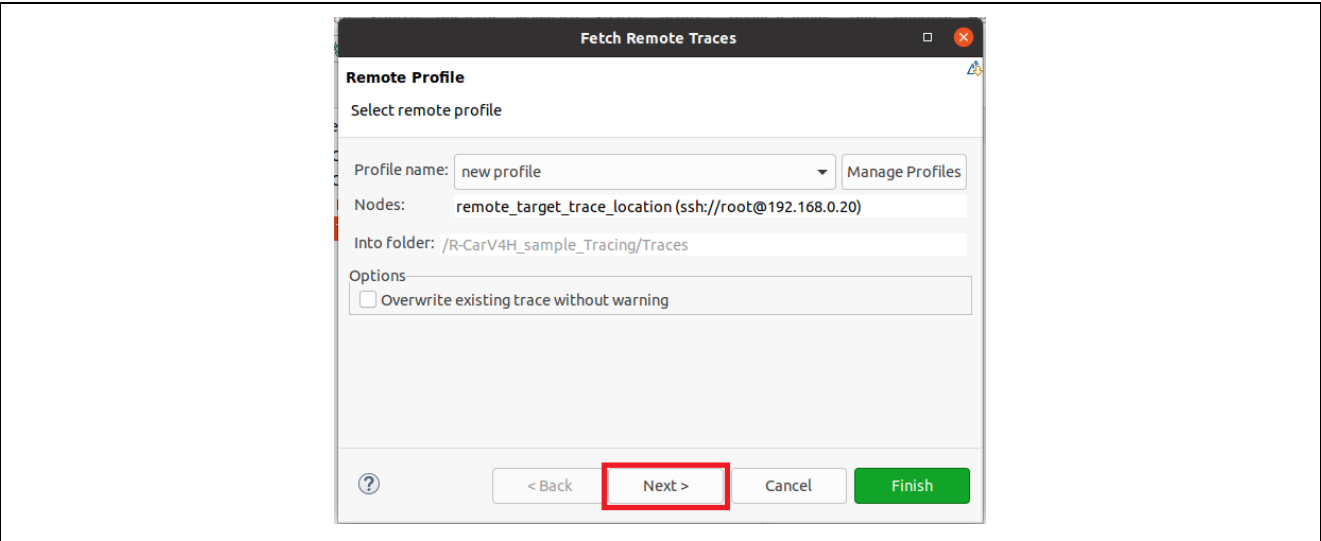 Fetch Remote Traces
Remote Profile
Select remote profile
Profile name: new profile Manage Profiles
Nodes: remote_target_trace_location (ssh://root@192.168.0.20)
Into folder: /R-CarV4H_sample_Tracing/Traces
Options
Overwrite existing trace without warning
< Back Next > Cancel Finish